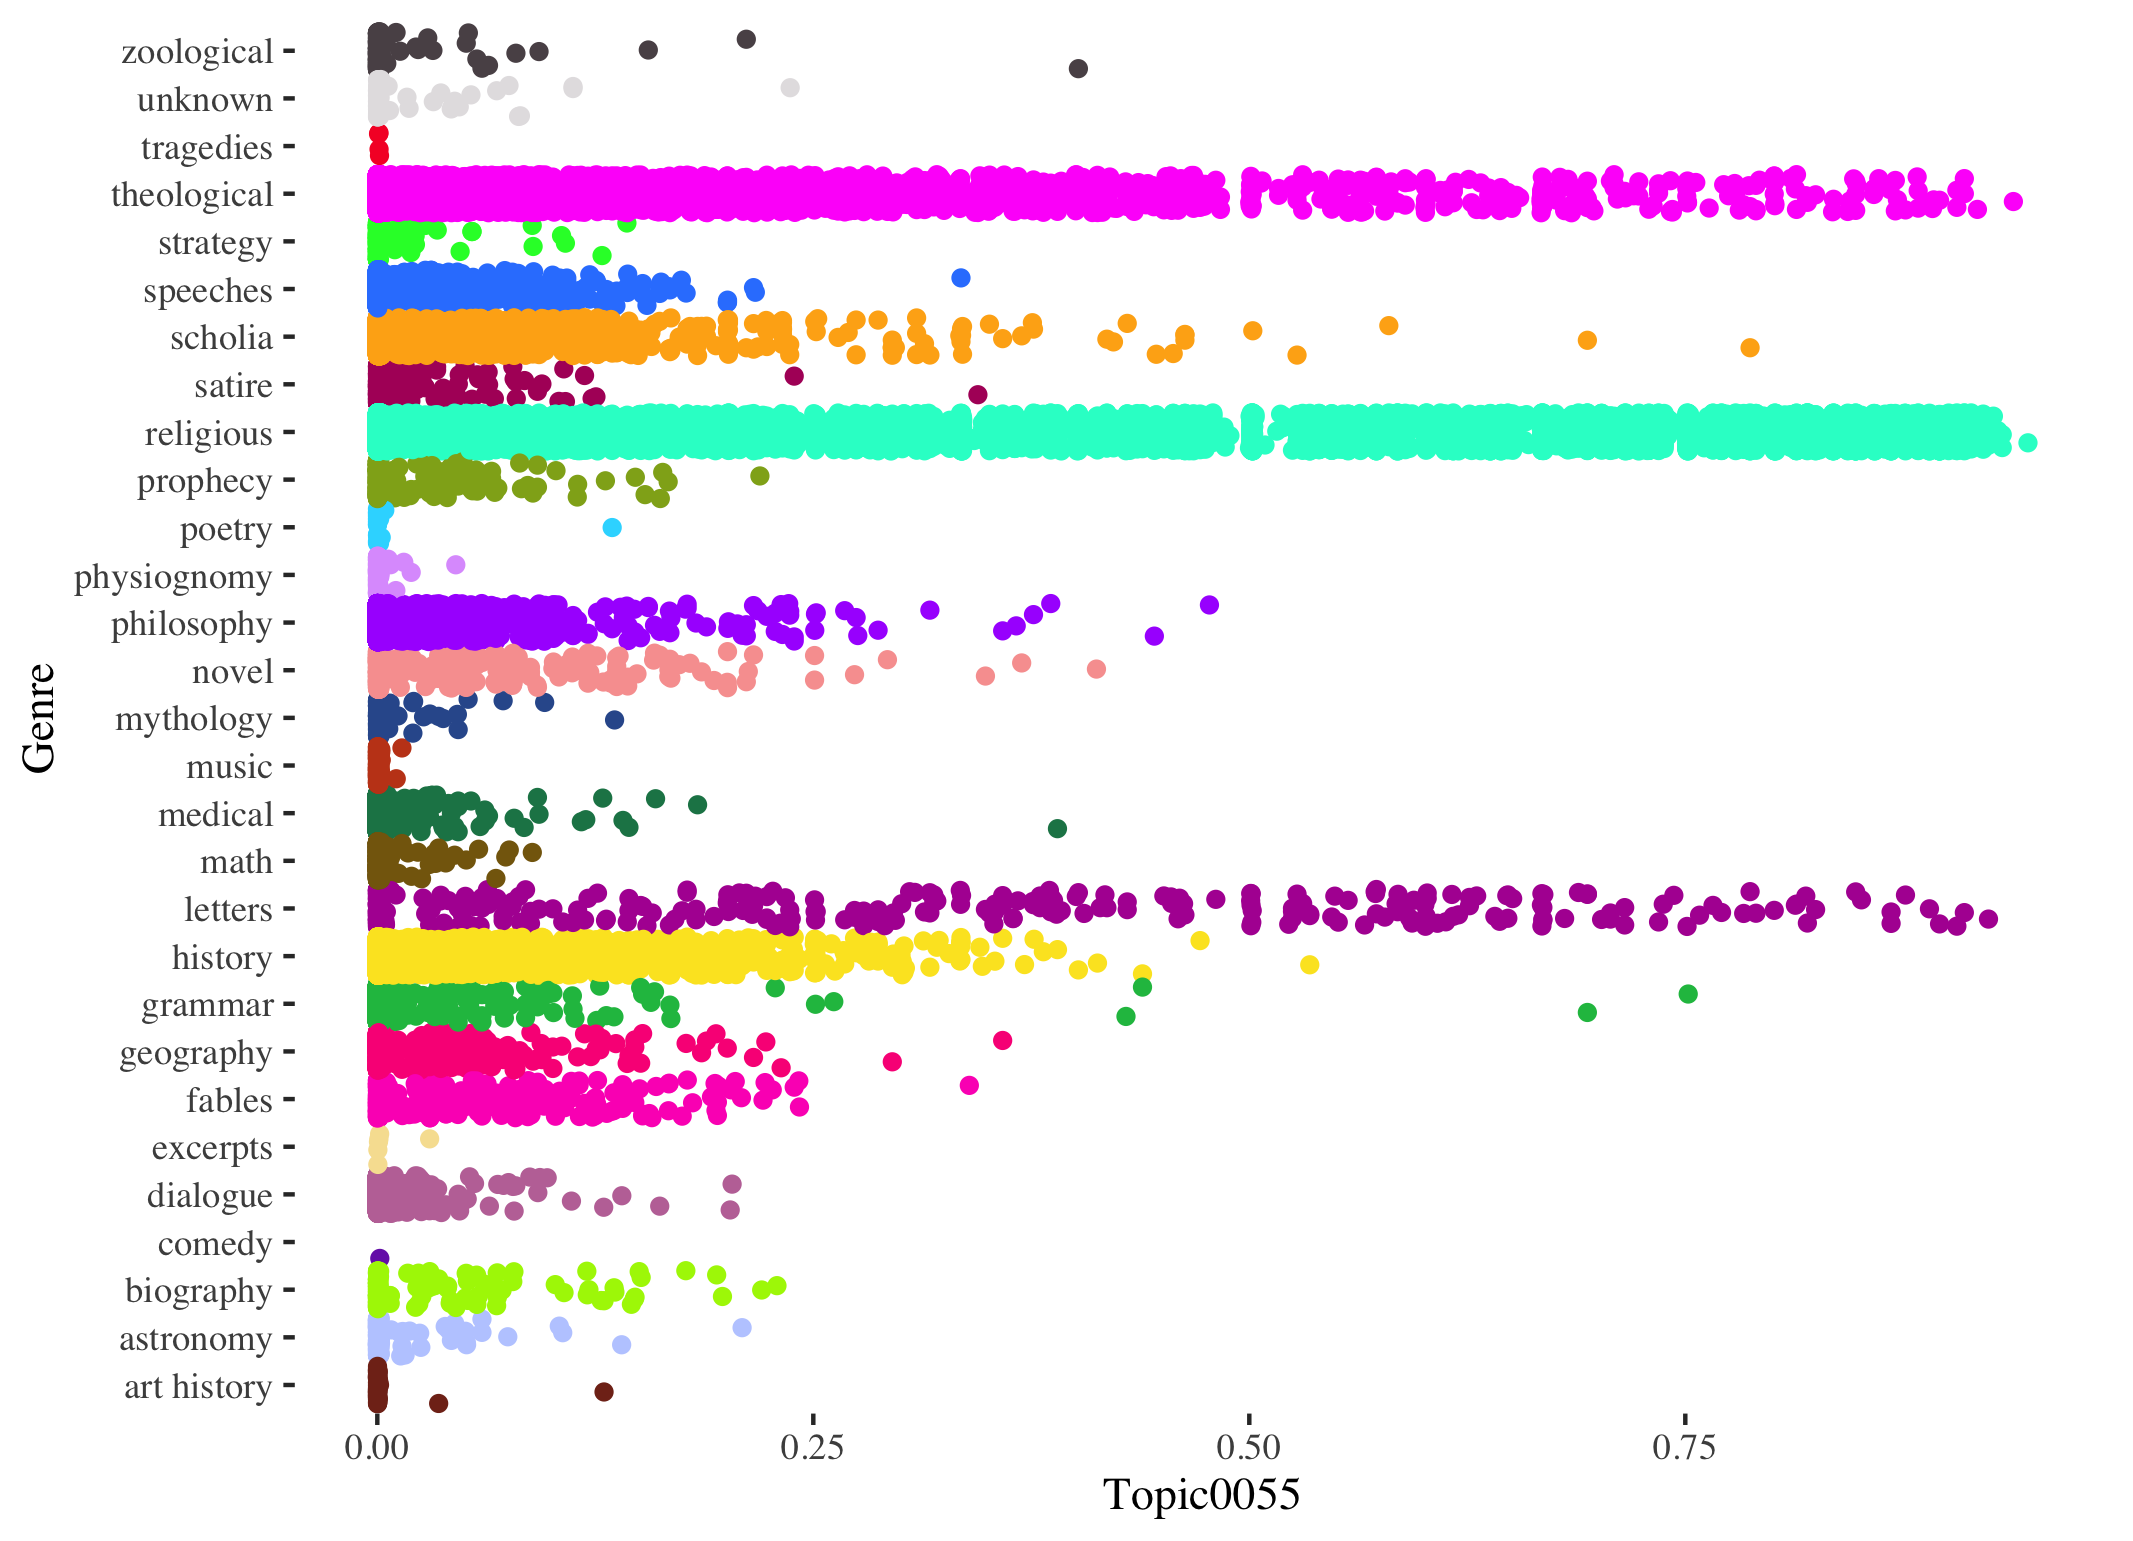 zoological
unknown
tragedies
theological
strategy
speeches
scholia
satire
religious
prophecy
poetry
physiognomy
philosophy
novel
mythology
music
medical
math
letters
history
grammar
geography
fables
excerpts
dialogue
comedy
biography
astronomy
art history
Genre
0.00 0.25 0.50 0.75
Topic0055